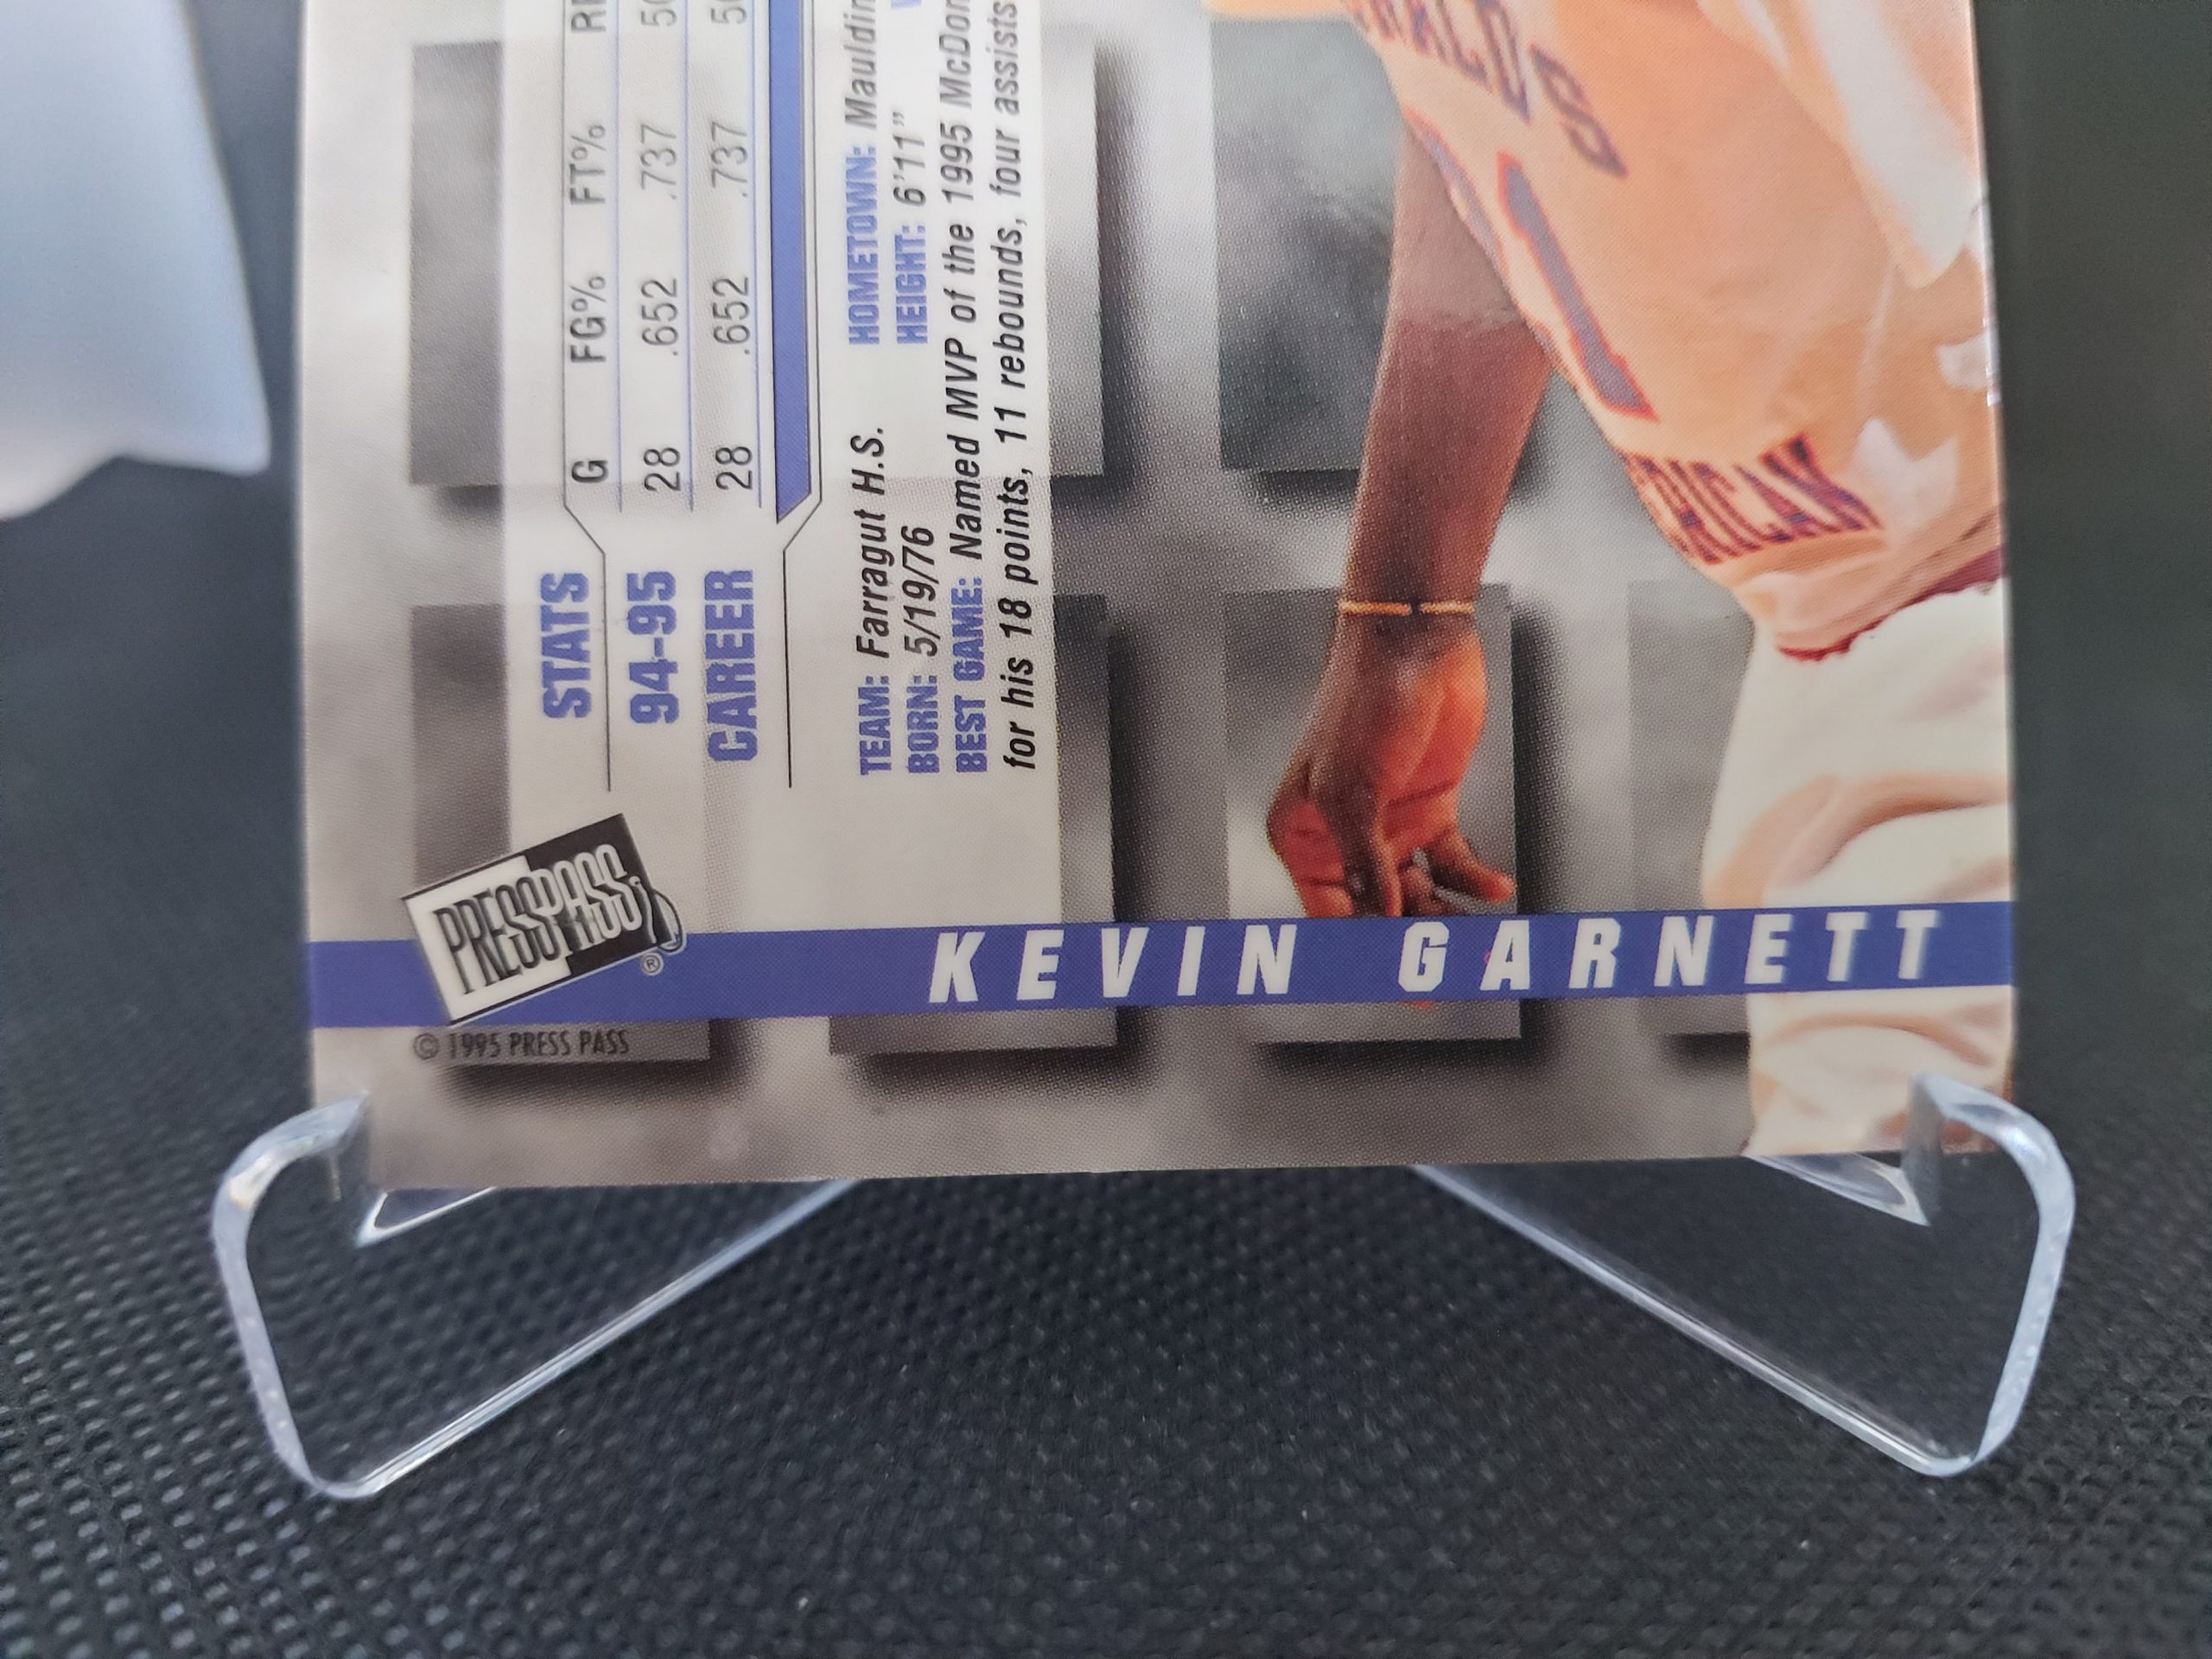 STATS G FG% FT%
94-95 28 .652 .737
CAREER 28 .652 .737
TEAM: Farragut H.S. HOMETOWN:
BORN: 5/19/76 HEIGHT: 6'11"
BEST GAME: Named MVP of the 1995
for his 18 points, 11 rebounds, four assists
PRESS PASS ®
KEVIN GARNETT
© 1995 PRESS PASS